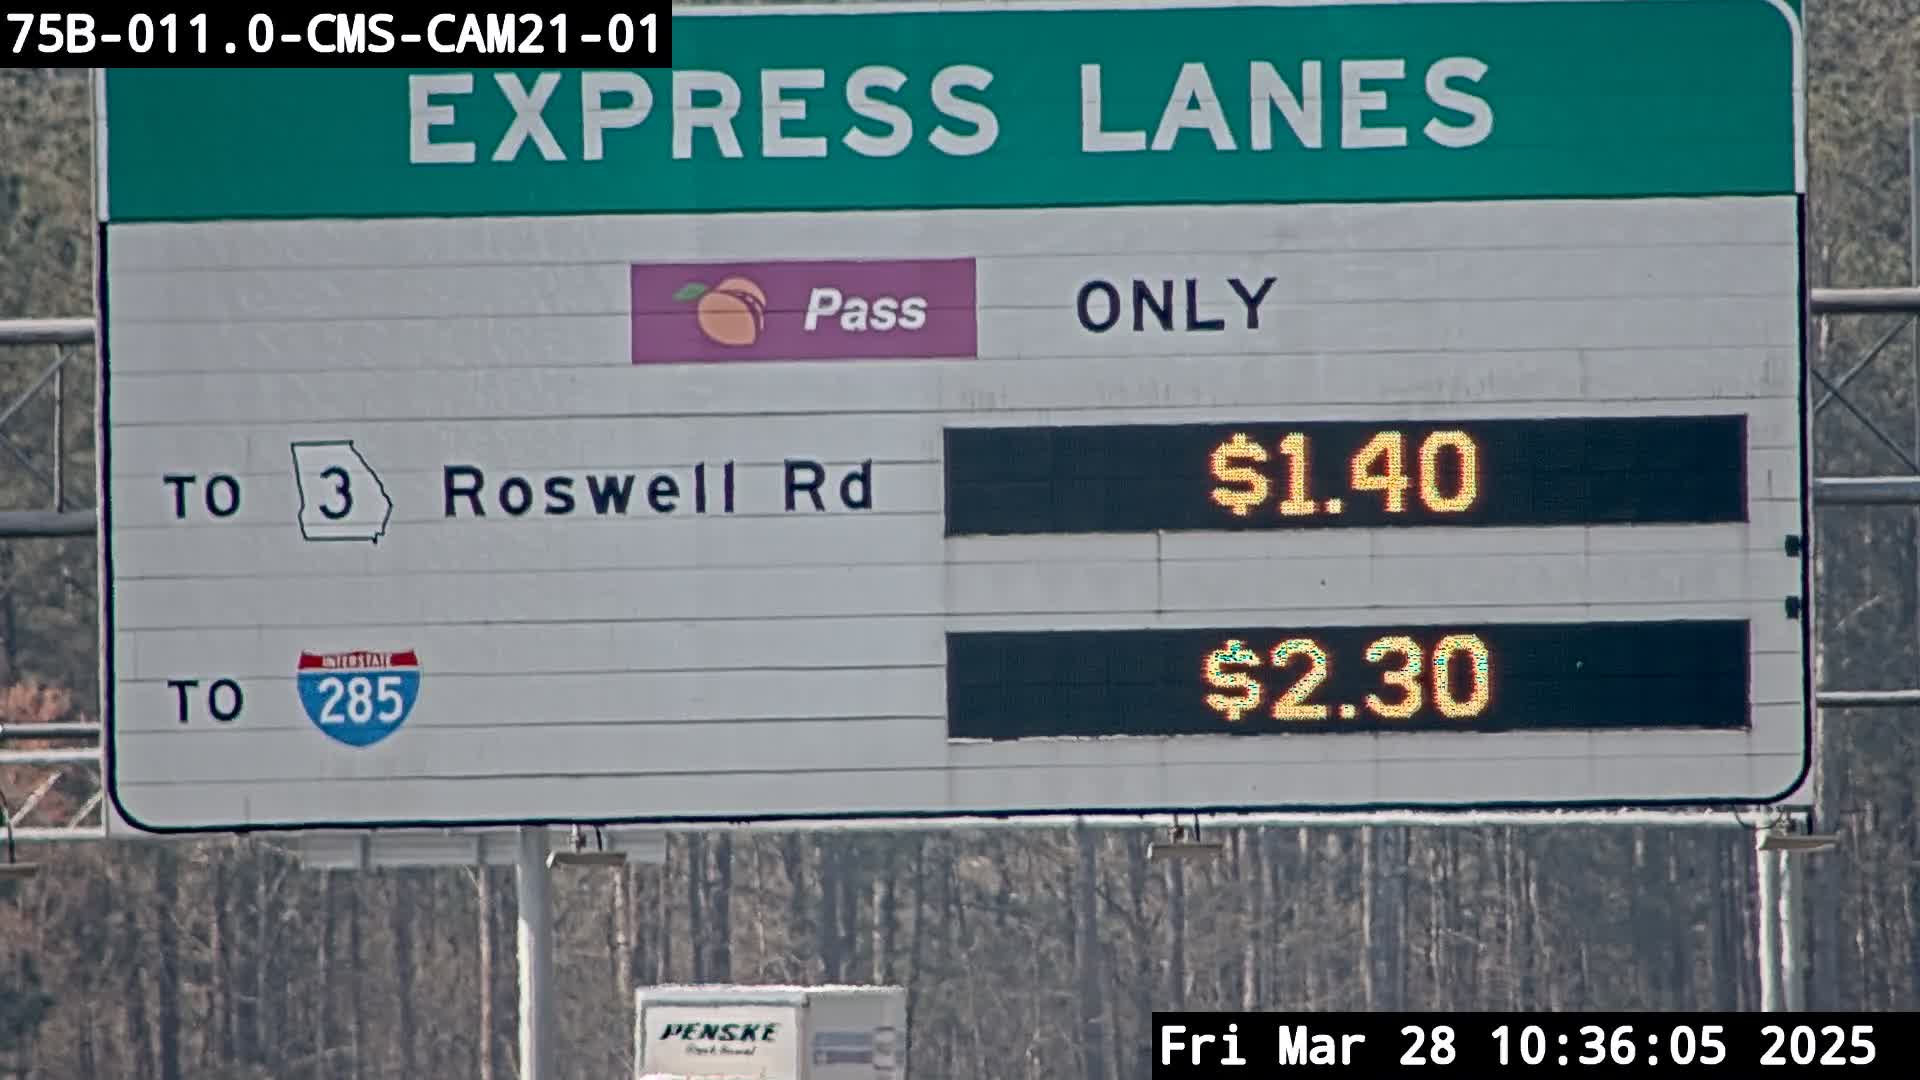 75B-011.0-CMS-CAM21-01
EXPRESS LANES
Pass ONLY
TO 3 Roswell Rd $1.40
TO INTERSTATE 285 $2.30
PENSKE
Fri Mar 28 10:36:05 2025